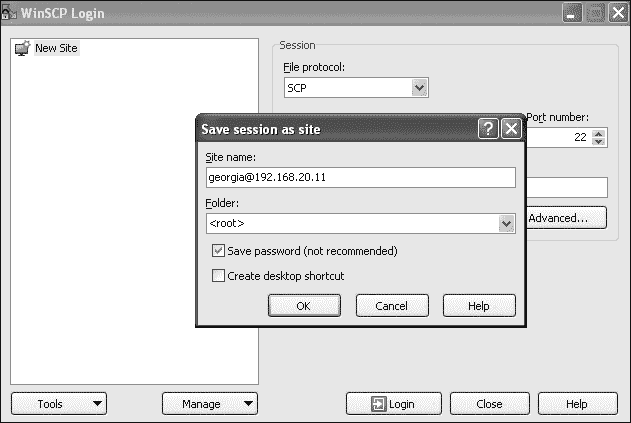 WinSCP Login
New Site
Session
File protocol:
SCP
Port number:
22
Advanced...
Save session as site
Site name:
georgia@192.168.20.11
Folder:
<root>
Save password (not recommended)
Create desktop shortcut
OK Cancel Help
Tools Manage Login Close Help